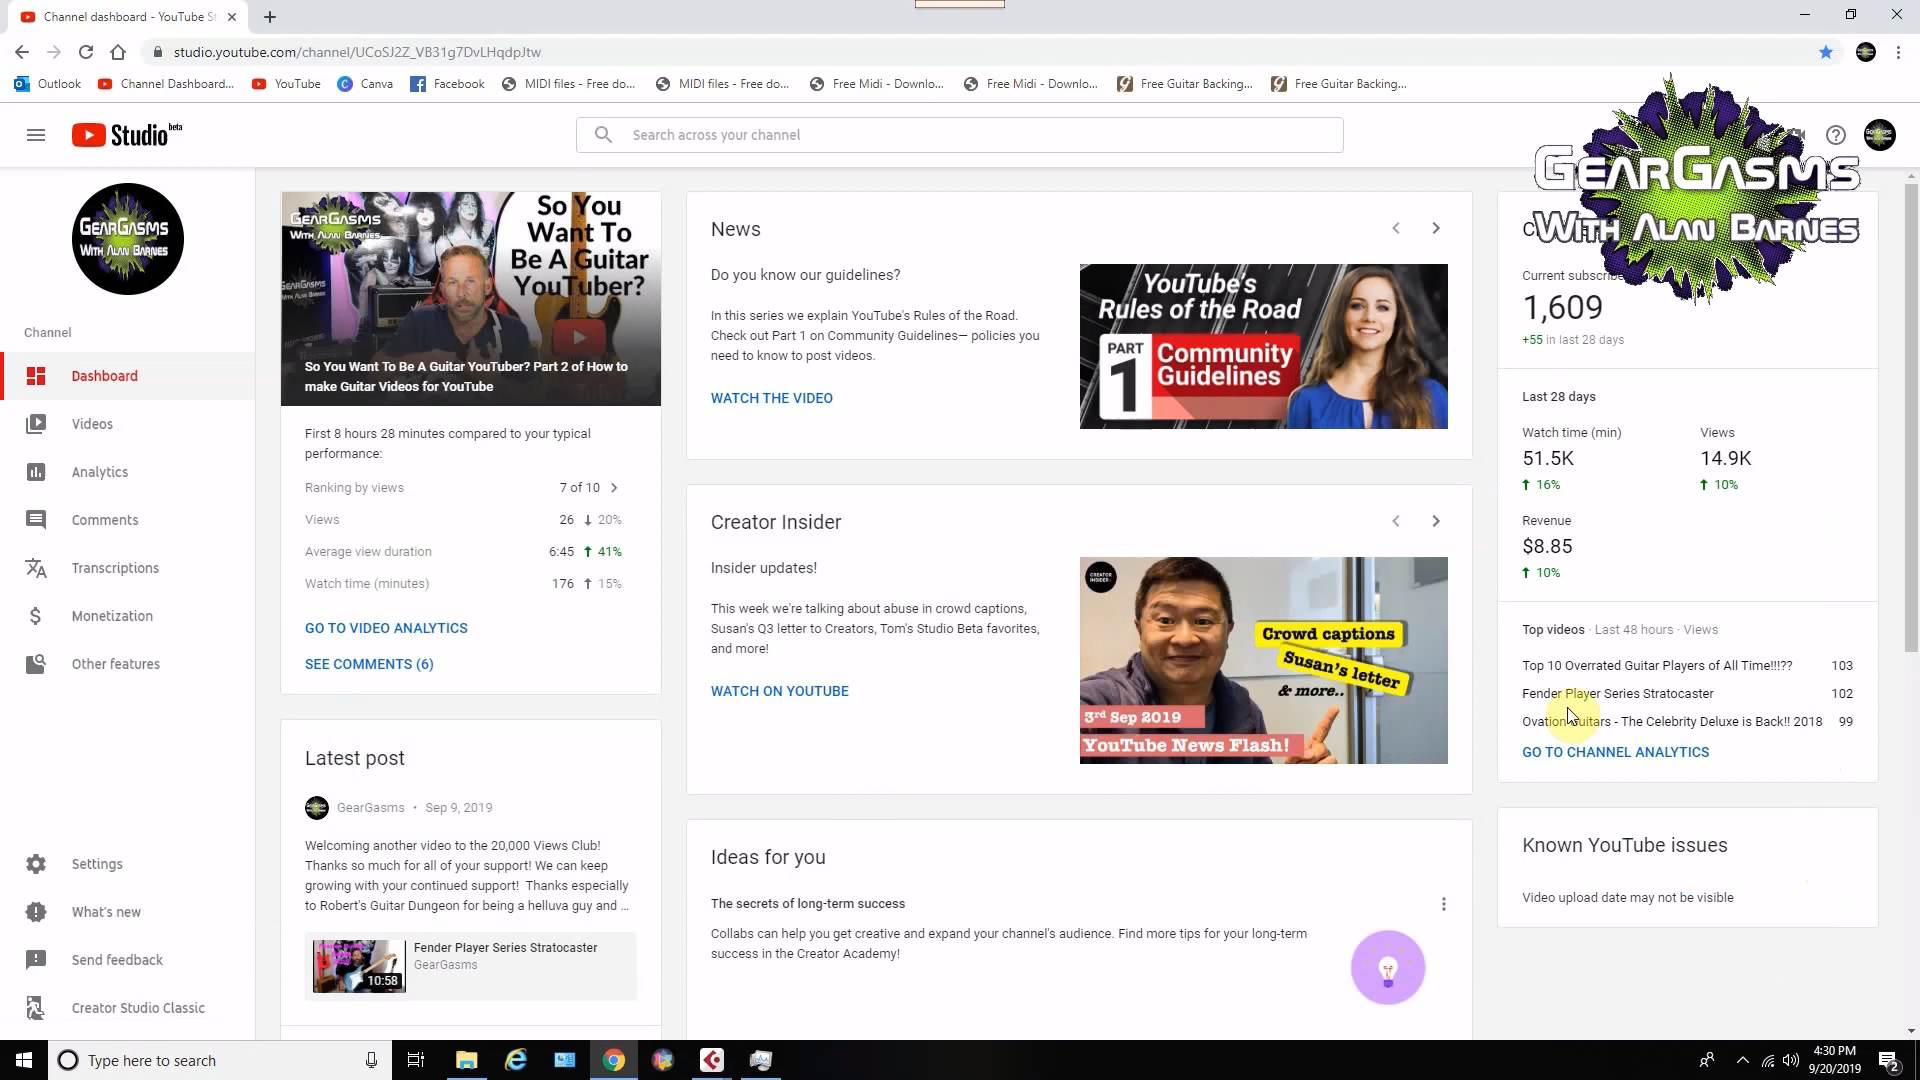 Channel dashboard - YouTube St
studio.youtube.com/channel/UCoSJ2Z_VB31g7DvLHqdpJtw
Outlook
Channel Dashboard...
YouTube
Canva
Facebook
MIDI files - Free do...
MIDI files - Free do...
Free Midi - Downlo...
Free Midi - Downlo...
Free Guitar Backing...
Free Guitar Backing...
Studio beta
Search across your channel
GEARGASMS
WITH ALAN BARNES
GEARGASMS
WITH ALAN BARNES
Channel
Dashboard
Videos
Analytics
Comments
Transcriptions
Monetization
Other features
Settings
What's new
Send feedback
Creator Studio Classic
GEARGASMS
WITH ALAN BARNES
So You
Want To
Be A Guitar
YouTuber?
So You Want To Be A Guitar YouTuber? Part 2 of How to
make Guitar Videos for YouTube
First 8 hours 28 minutes compared to your typical
performance:
Ranking by views 7 of 10
Views 26 20%
Average view duration 6:45 41%
Watch time (minutes) 176 15%
GO TO VIDEO ANALYTICS
SEE COMMENTS (6)
Latest post
GearGasms • Sep 9, 2019
Welcoming another video to the 20,000 Views Club!
Thanks so much for all of your support! We can keep
growing with your continued support! Thanks especially
to Robert's Guitar Dungeon for being a helluva guy and ...
Fender Player Series Stratocaster
GearGasms
10:58
News
Do you know our guidelines?
In this series we explain YouTube's Rules of the Road.
Check out Part 1 on Community Guidelines— policies you
need to know to post videos.
WATCH THE VIDEO
YouTube's
Rules of the Road
PART
1
Community
Guidelines
Creator Insider
Insider updates!
This week we're talking about abuse in crowd captions,
Susan's Q3 letter to Creators, Tom's Studio Beta favorites,
and more!
WATCH ON YOUTUBE
CREATOR
INSIDER
Crowd captions
Susan's letter
& more..
3rd Sep 2019
YouTube News Flash!
Ideas for you
The secrets of long-term success
Collabs can help you get creative and expand your channel's audience. Find more tips for your long-term
success in the Creator Academy!
Current subscribe
1,609
+55 in last 28 days
Last 28 days
Watch time (min)
51.5K
16%
Views
14.9K
10%
Revenue
$8.85
10%
Top videos · Last 48 hours · Views
Top 10 Overrated Guitar Players of All Time!!!?? 103
Fender Player Series Stratocaster 102
Ovation Guitars - The Celebrity Deluxe is Back!! 2018 99
GO TO CHANNEL ANALYTICS
Known YouTube issues
Video upload date may not be visible
Type here to search
4:30 PM
9/20/2019
2